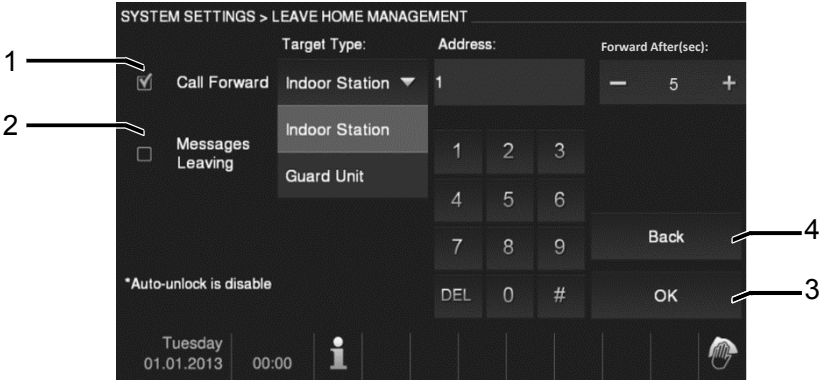 SYSTEM SETTINGS > LEAVE HOME MANAGEMENT
Target Type: Address: Forward After(sec):
1
Call Forward Indoor Station 1 − 5 +
2
Indoor Station
Messages
Leaving
Guard Unit
1 2 3
4 5 6
Back 4
7 8 9
*Auto-unlock is disable
DEL 0 # OK 3
Tuesday
01.01.2013 00:00 i